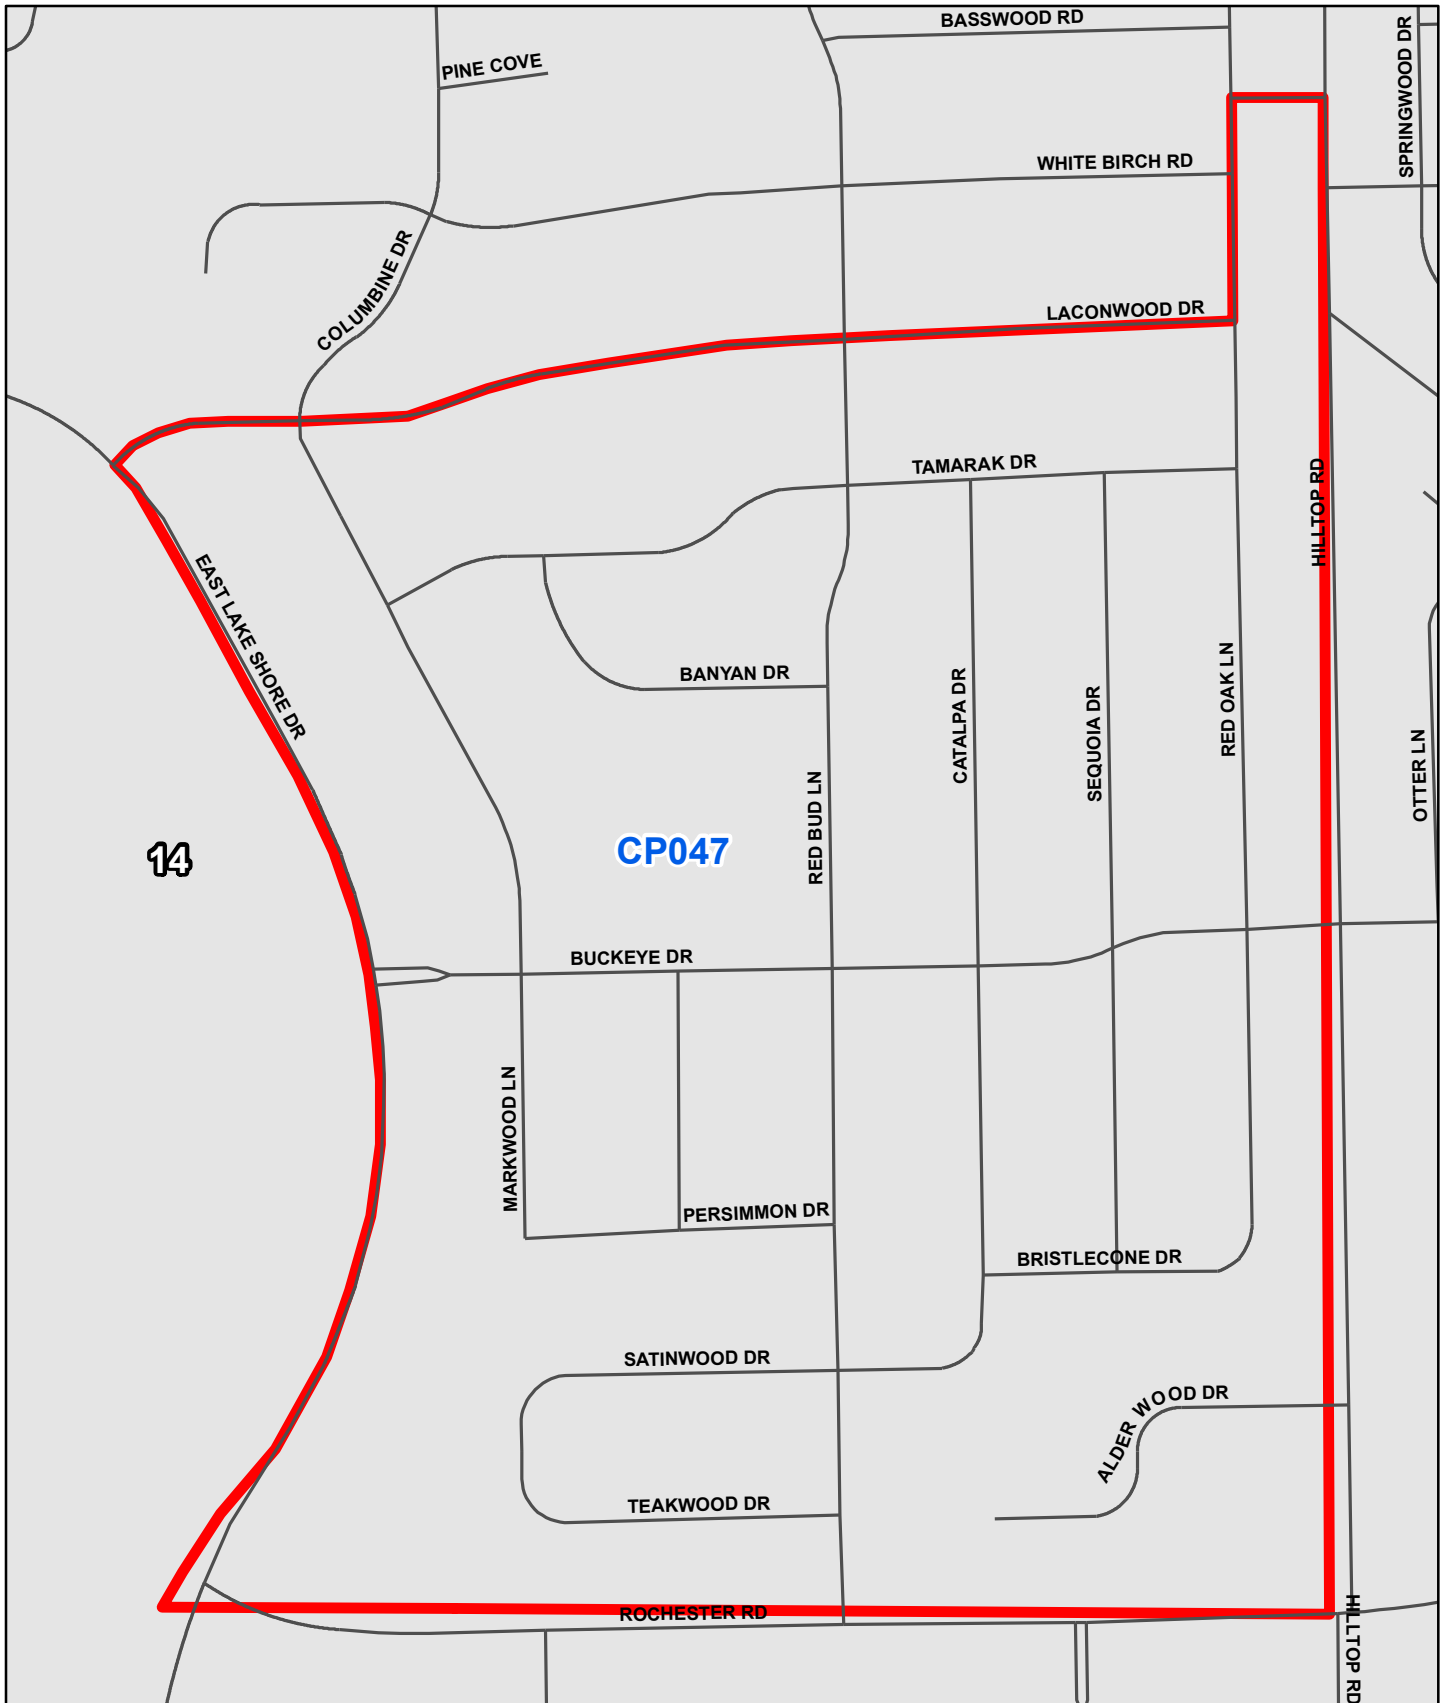 BASSWOOD RD
SPRINGWOOD DR
PINE COVE
WHITE BIRCH RD
COLUMBINE DR
LACONWOOD DR
TAMARAK DR
HILLTOP RD
EAST LAKE SHORE DR
BANYAN DR
CATALPA DR
SEQUOIA DR
RED OAK LN
OTTER LN
RED BUD LN
CP047
14
BUCKEYE DR
MARKWOOD LN
PERSIMMON DR
BRISTLECONE DR
SATINWOOD DR
ALDER WOOD DR
TEAKWOOD DR
ROCHESTER RD
HILLTOP RD